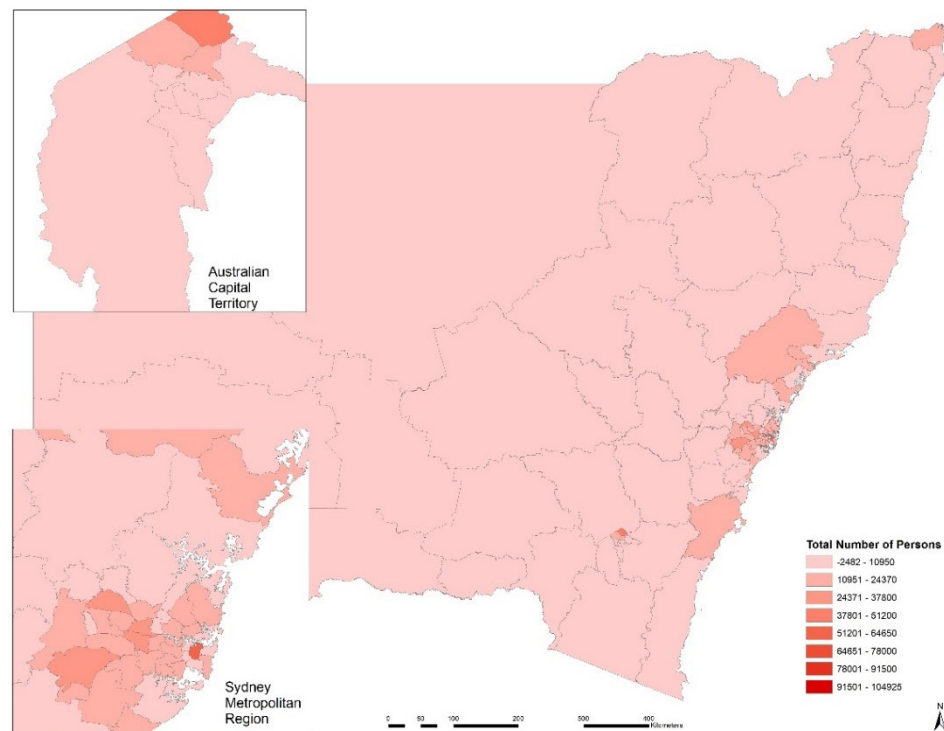 Australian
Capital
Territory
Sydney
Metropolitan
Region
Total Number of Persons
-2482 - 10950
10951 - 24370
24371 - 37800
37801 - 51200
51201 - 64650
64651 - 78000
78001 - 91500
91501 - 104925
0 50 100 200 300 400
Kilometers
N